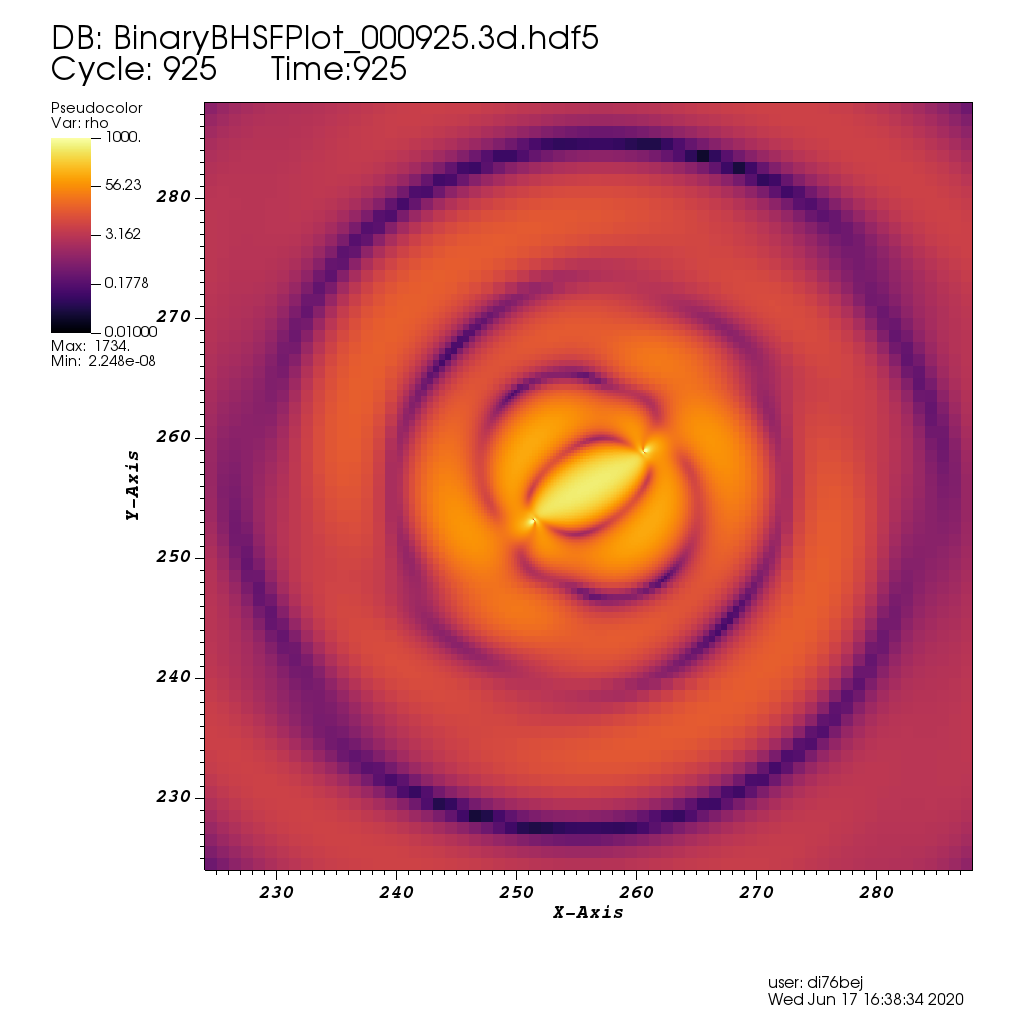 DB: BinaryBHSFPlot_000925.3d.hdf5
Cycle: 925 Time:925
Pseudocolor
Var: rho
1000.
56.23
3.162
0.1778
0.01000
Max: 1734.
Min: 2.248e-08
280
270
260
250
240
230
Y-Axis
230 240 250 260 270 280
X-Axis
user: di76bej
Wed Jun 17 16:38:34 2020